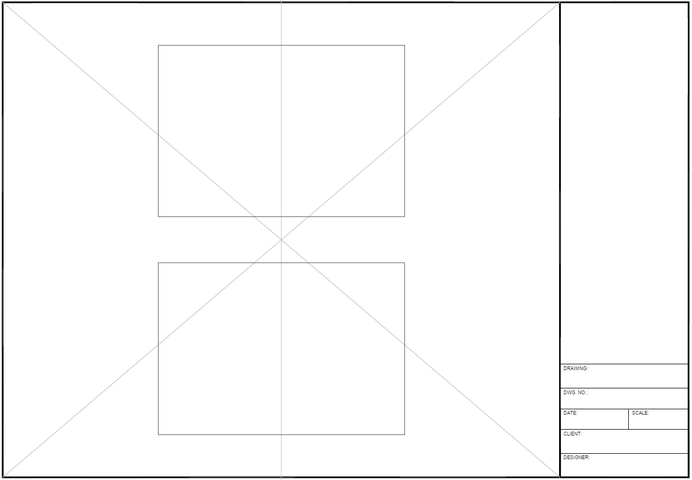 DRAWING:
DWG. NO.:
DATE: SCALE:
CLIENT:
DESIGNER: